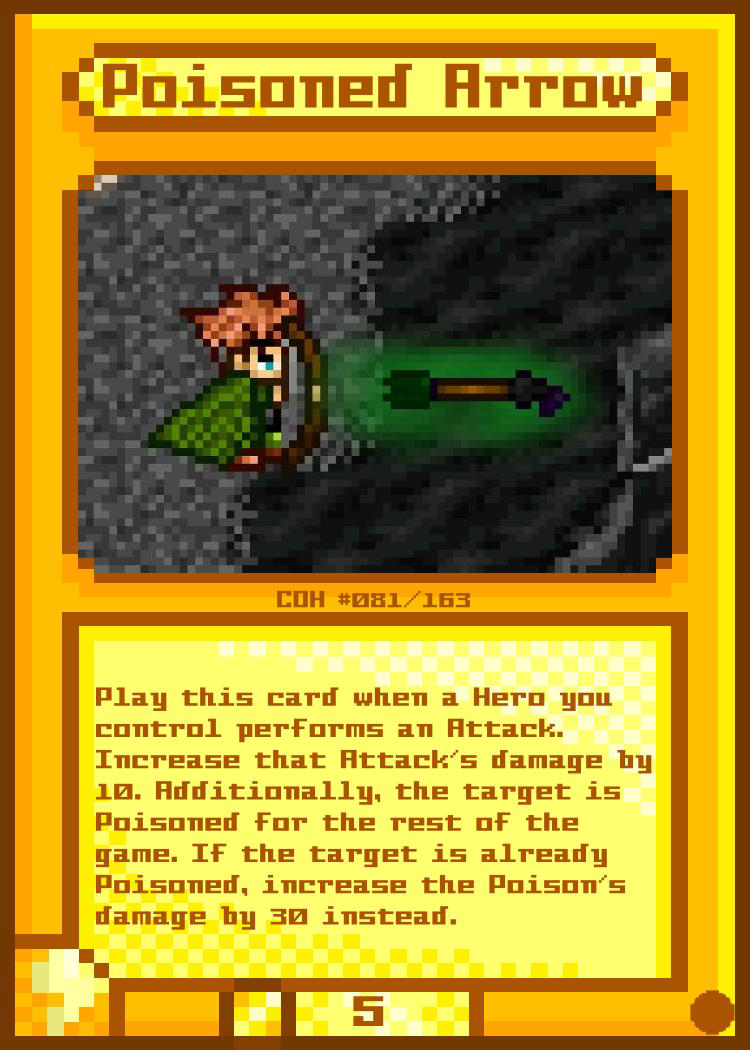 Poisoned Arrow
COH #081/163
Play this card when a Hero you
control performs an Attack.
Increase that Attack's damage by
10. Additionally, the target is
Poisoned for the rest of the
game. If the target is already
Poisoned, increase the Poison's
damage by 30 instead.
5